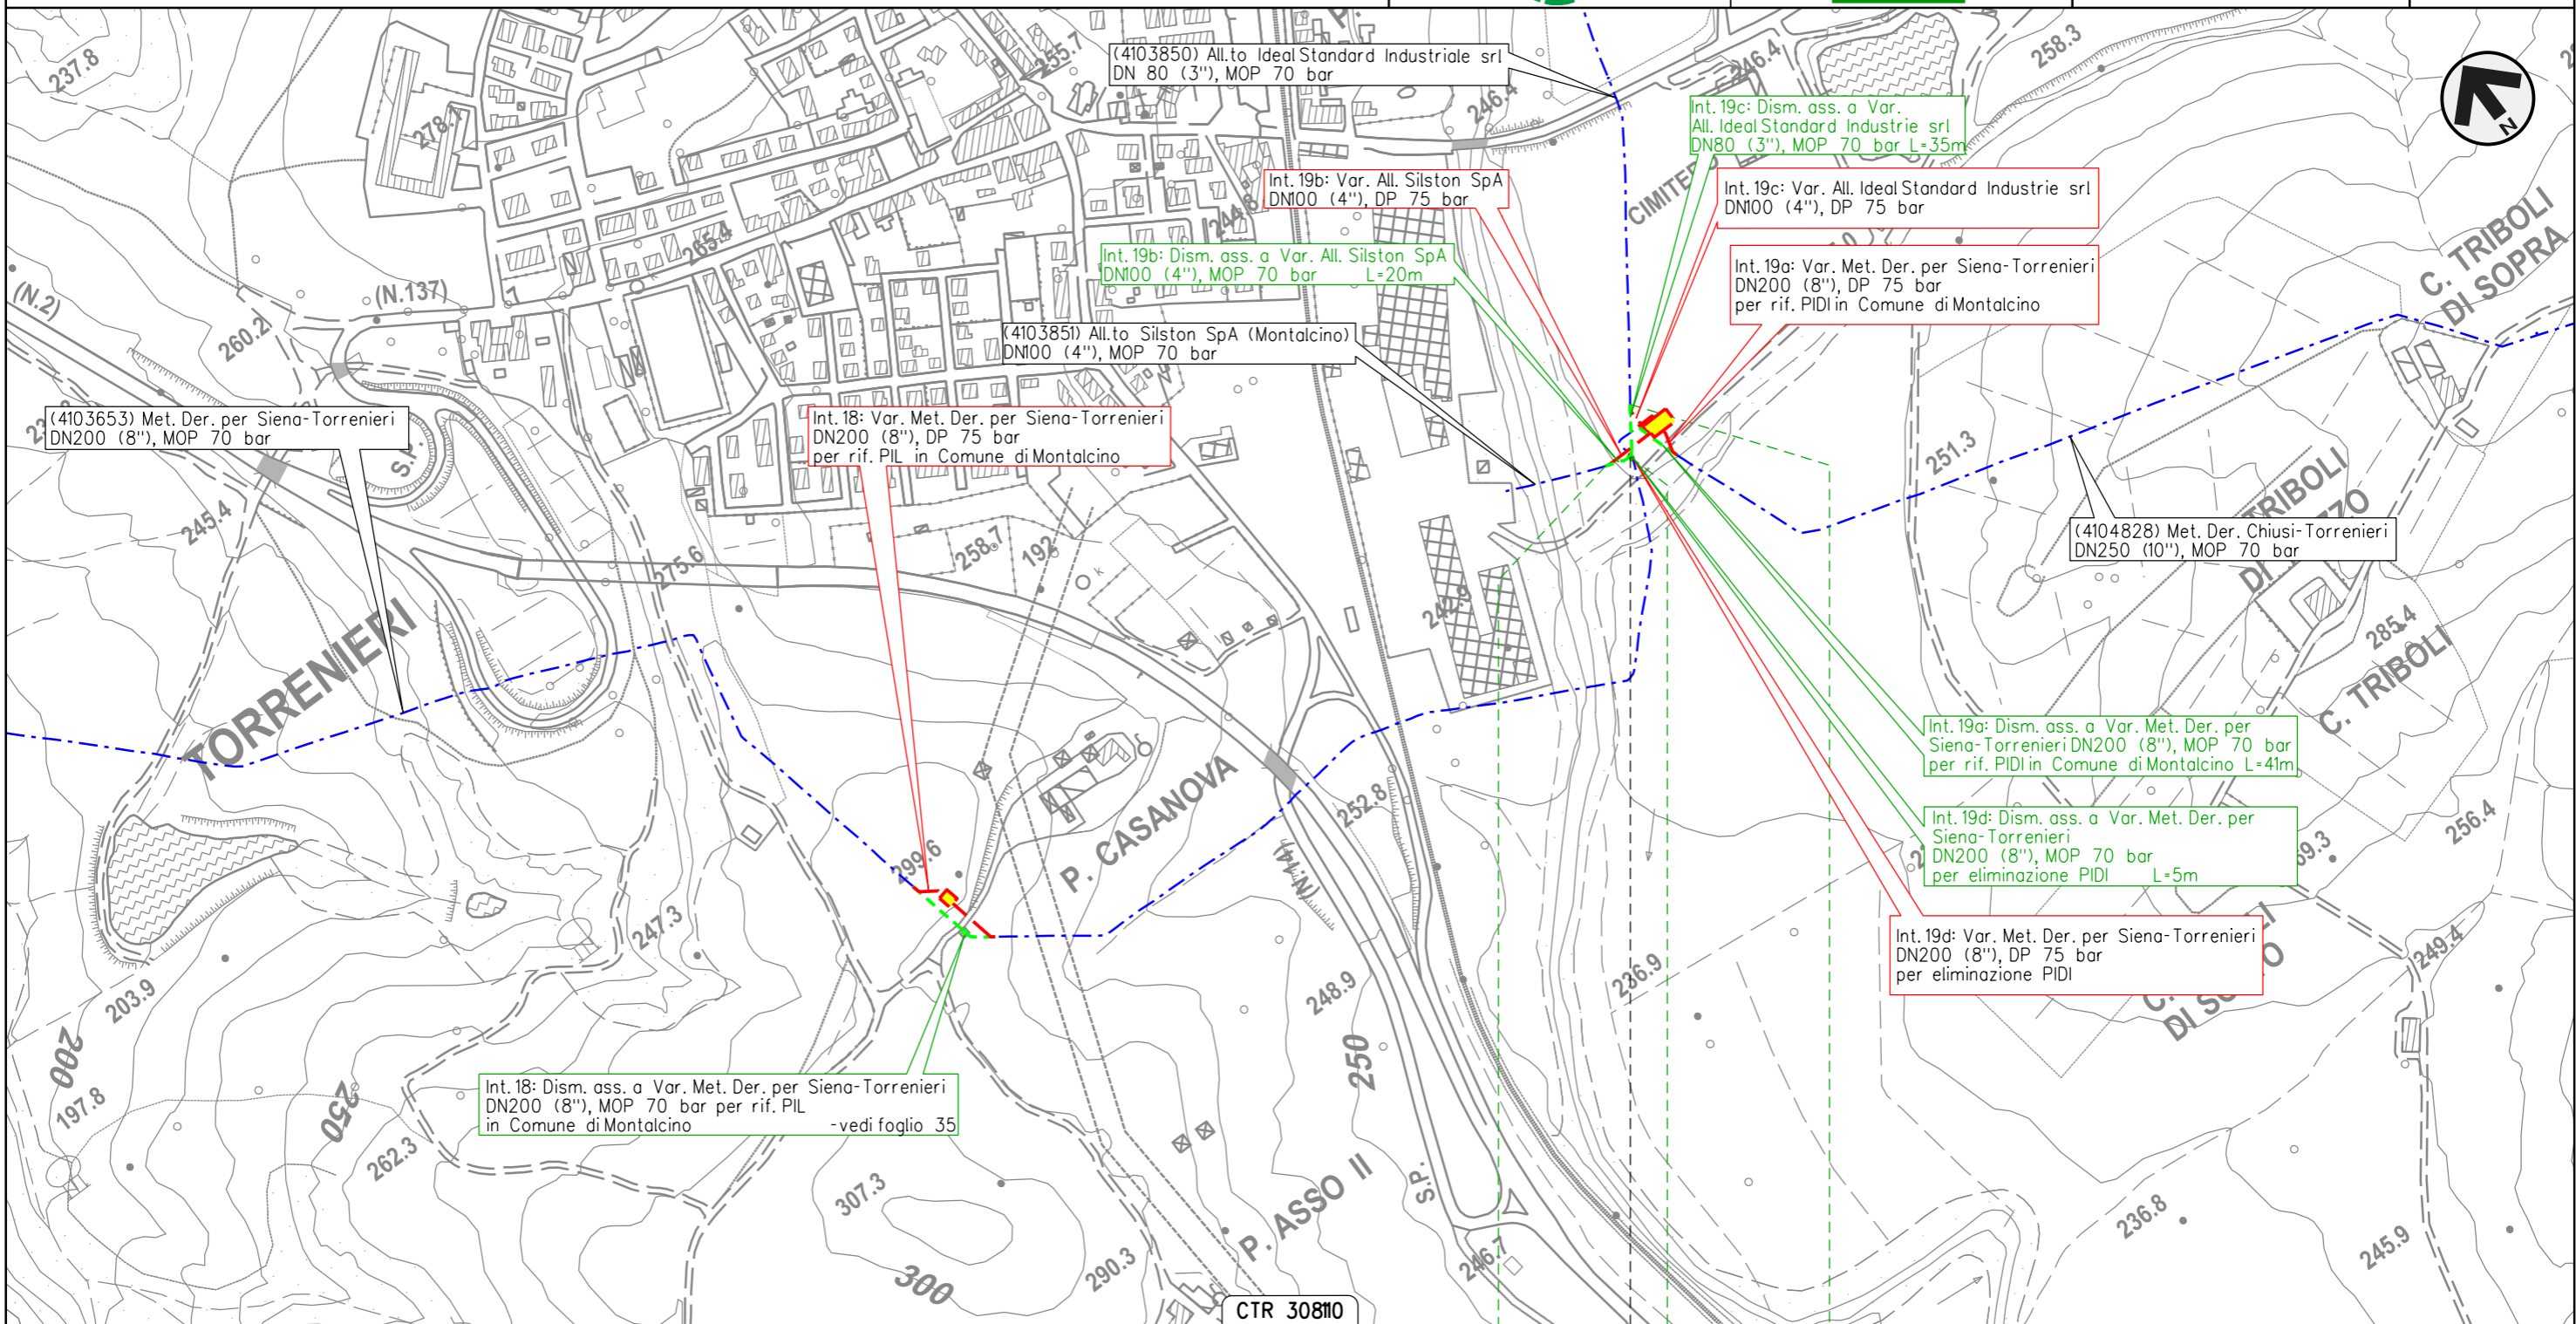 237.8
278.1
255.7
P.
(4103850) All.to Ideal Standard Industriale srl
DN 80 (3"), MOP 70 bar
246.4
246.4
258.3
N
Int. 19c: Dism. ass. a Var.
All. Ideal Standard Industrie srl
DN80 (3"), MOP 70 bar L=35m
Int. 19b: Var. All. Silston SpA
DN100 (4"), DP 75 bar
Int. 19c: Var. All. Ideal Standard Industrie srl
DN100 (4"), DP 75 bar
244.8
265.4
Int. 19b: Dism. ass. a Var. All. Silston SpA
DN100 (4"), MOP 70 bar L=20m
Int. 19a: Var. Met. Der. per Siena-Torrenieri
DN200 (8"), DP 75 bar
per rif. PIDI in Comune di Montalcino
C. TRIBOLI
DI SOPRA
(N.2)
(N.137)
260.2
(4103851) All.to Silston SpA (Montalcino)
DN100 (4"), MOP 70 bar
(4103653) Met. Der. per Siena-Torrenieri
DN200 (8"), MOP 70 bar
Int. 18: Var. Met. Der. per Siena-Torrenieri
DN200 (8"), DP 75 bar
per rif. PIL in Comune di Montalcino
251.3
TRIBOLI
245.4
275.6
258.7
192
(4104828) Met. Der. Chiusi-Torrenieri
DN250 (10"), MOP 70 bar
242.9
285.4
C. TRIBOLI
TORRENIERI
Int. 19a: Dism. ass. a Var. Met. Der. per
Siena-Torrenieri DN200 (8"), MOP 70 bar
per rif. PIDI in Comune di Montalcino L=41m
P. CASANOVA
252.8
Int. 19d: Dism. ass. a Var. Met. Der. per
Siena-Torrenieri
DN200 (8"), MOP 70 bar
per eliminazione PIDI L=5m
256.4
299.6
(N.14)
247.3
Int. 19d: Var. Met. Der. per Siena-Torrenieri
DN200 (8"), DP 75 bar
per eliminazione PIDI
249.4
236.9
248.9
203.9
200
197.8
250
250
262.3
Int. 18: Dism. ass. a Var. Met. Der. per Siena-Torrenieri
DN200 (8"), MOP 70 bar per rif. PIL
in Comune di Montalcino -vedi foglio 35
307.3
P. ASSO II
S.P.
236.8
246.7
245.9
290.3
300
CTR 308110